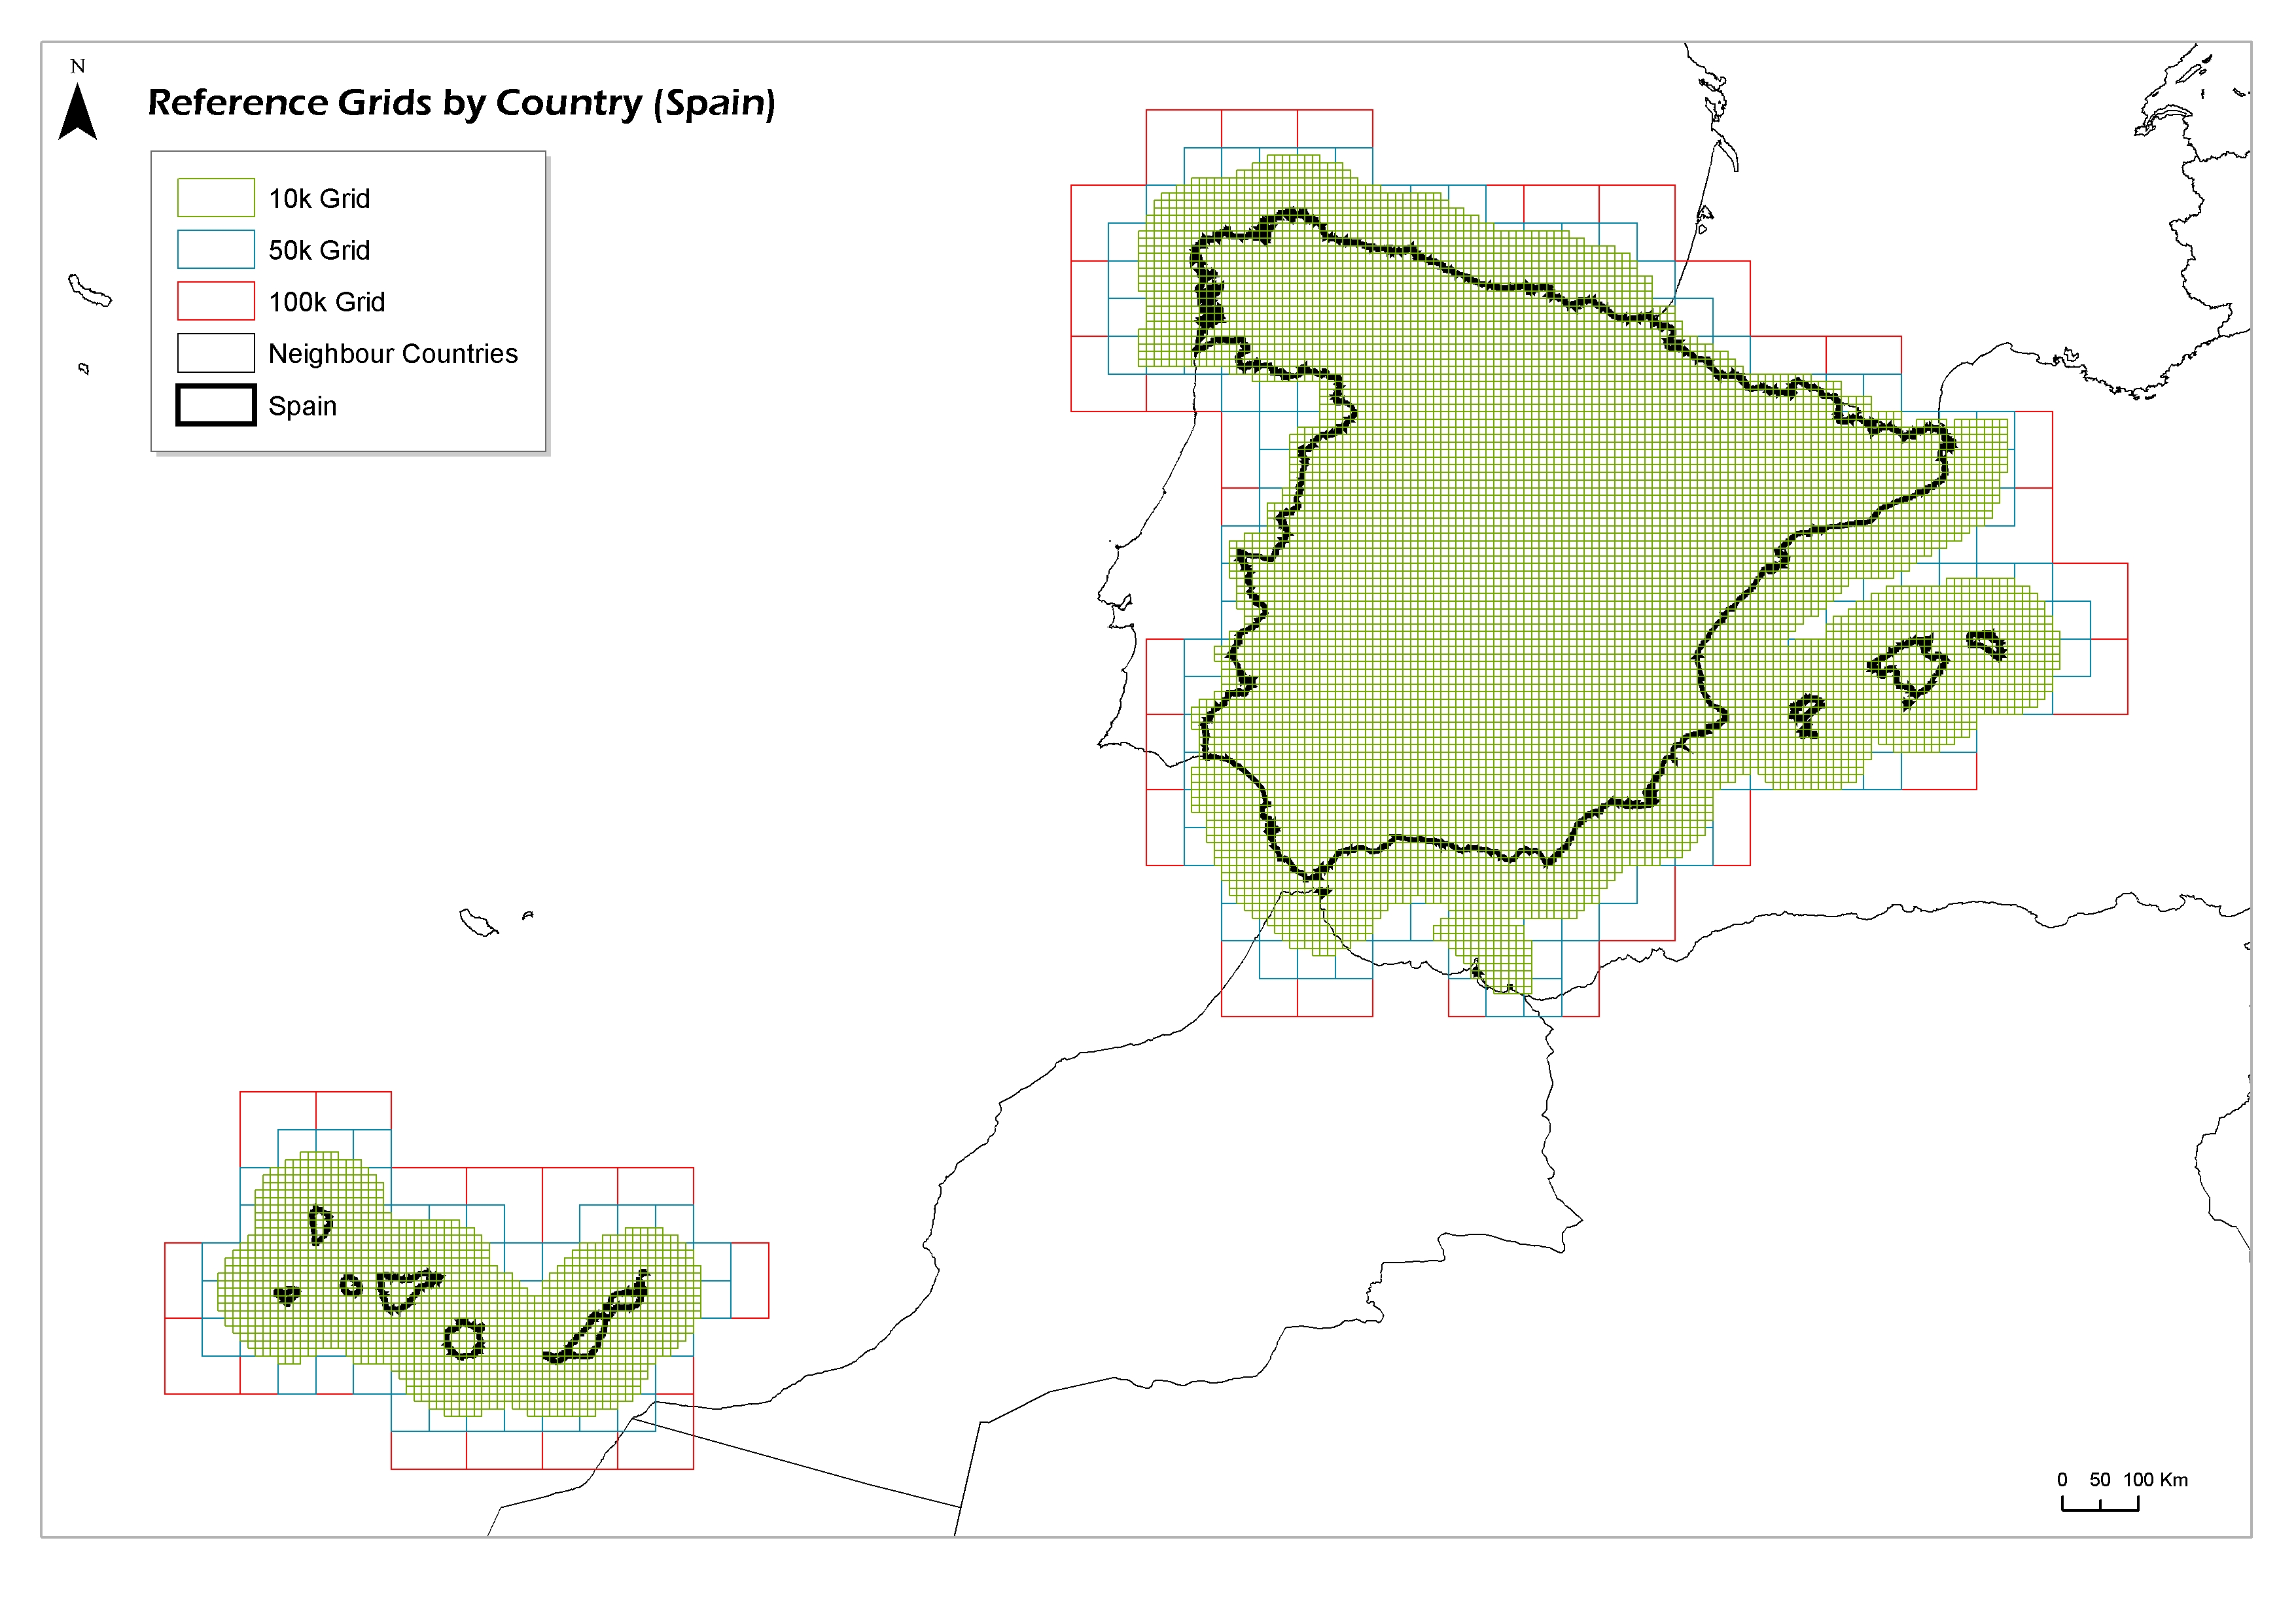 N
Reference Grids by Country (Spain)
10k Grid
50k Grid
100k Grid
Neighbour Countries
Spain
0 50 100 Km